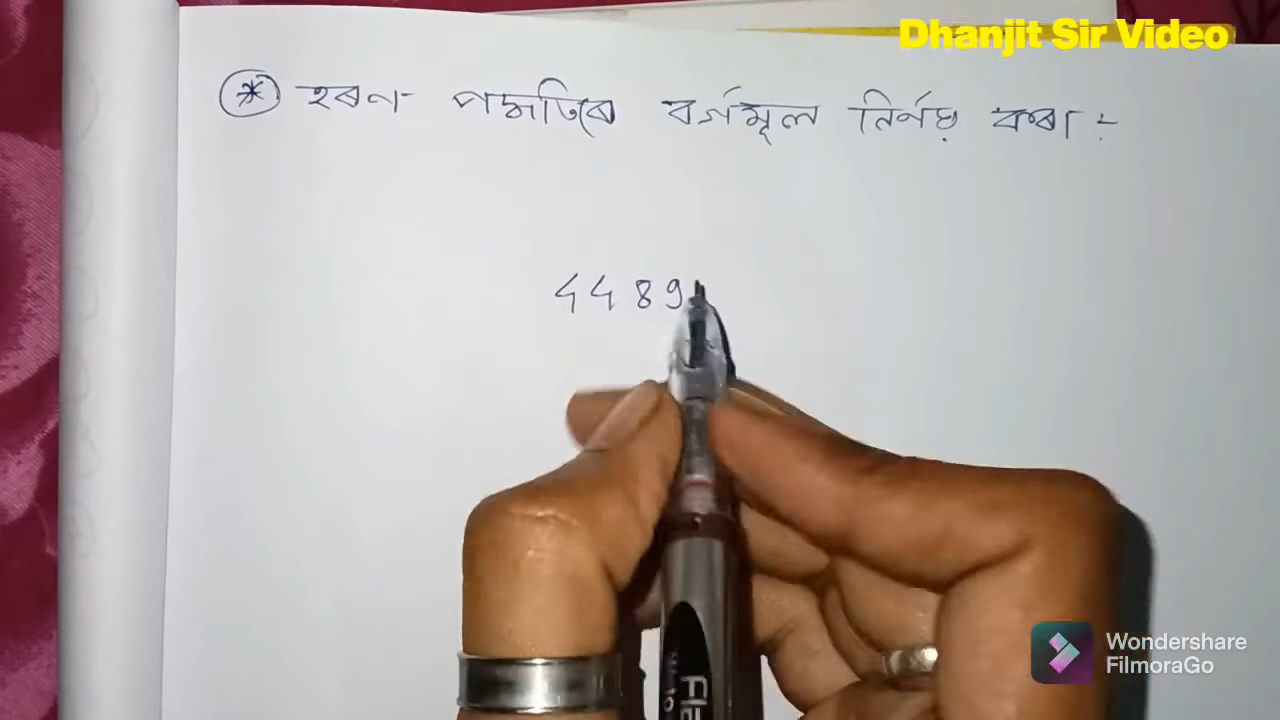 Dhanjit Sir Video
* হৰণ পদ্ধতিৰে বৰ্গমূল নিৰ্ণয় কৰা :-
4489
Wondershare
FilmoraGo